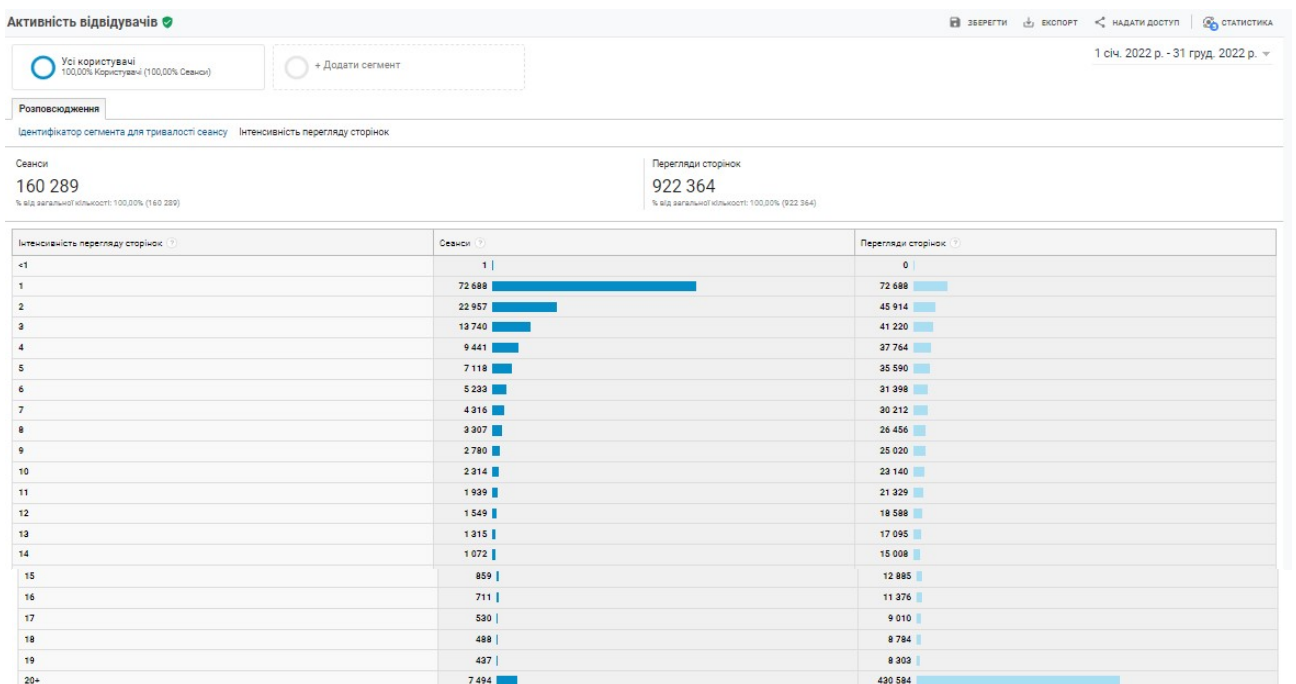 Активність відвідувачів
ЗБЕРЕГТИ ЕКСПОРТ НАДАТИ ДОСТУП СТАТИСТИКА
Усі користувачі
100,00% Користувачі (100,00% Сеанси)
+ Додати сегмент
1 січ. 2022 р. - 31 груд. 2022 р.
Розповсюдження
Ідентифікатор сегмента для тривалості сеансу Інтенсивність перегляду сторінок
Сеанси
160 289
% від загальної кількості: 100,00% (160 289)
Перегляди сторінок
922 364
% від загальної кількості: 100,00% (922 364)
Інтенсивність перегляду сторінок ? Сеанси ? Перегляди сторінок ?
<1 1 0
1 72 688 72 688
2 22 957 45 914
3 13 740 41 220
4 9 441 37 764
5 7 118 35 590
6 5 233 31 398
7 4 316 30 212
8 3 307 26 456
9 2 780 25 020
10 2 314 23 140
11 1 939 21 329
12 1 549 18 588
13 1 315 17 095
14 1 072 15 008
15 859 12 885
16 711 11 376
17 530 9 010
18 488 8 784
19 437 8 303
20+ 7 494 430 584